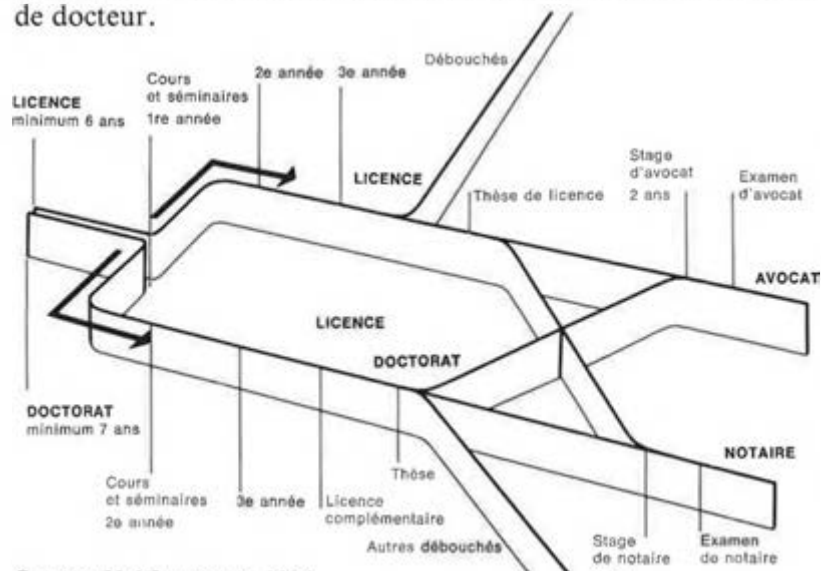 de docteur.
Débouchés
Cours
et séminaires
1re année
2e année
3e année
LICENCE
minimum 6 ans
LICENCE
Thèse de licence
Stage
d'avocat
2 ans
Examen
d'avocat
AVOCAT
LICENCE
DOCTORAT
DOCTORAT
minimum 7 ans
NOTAIRE
Cours
et séminaires
2e année
3e année
Licence
complémentaire
Thèse
Autres débouchés
Stage
de notaire
Examen
de notaire